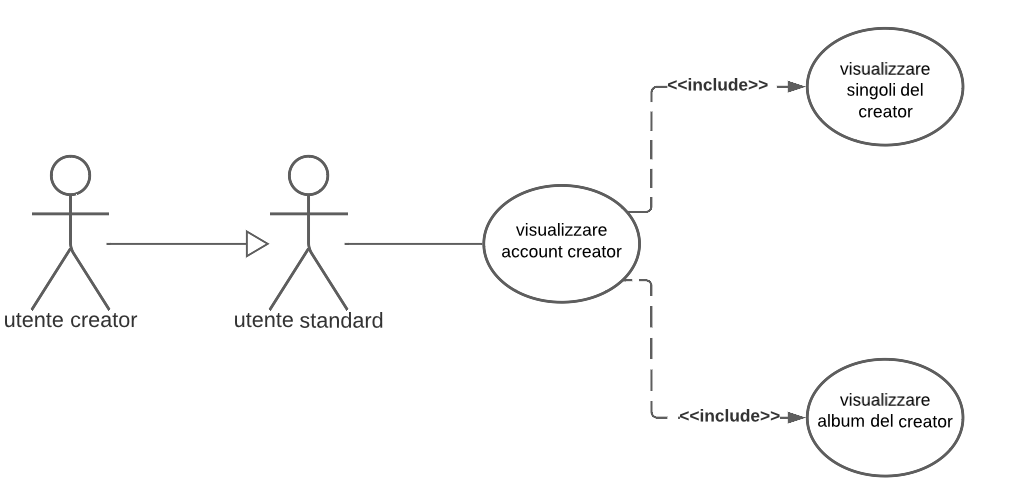 visualizzare
singoli del
creator
<<include>>
visualizzare
account creator
utente creator
utente standard
<<include>>
visualizzare
album del creator